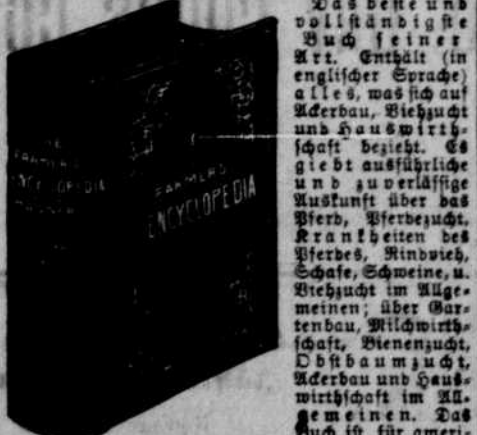 THE
FARMERS
ENCYCLOPEDIA
FARMERS
ENCYCLOPEDIA
Das beste und
vollständigste
Buch seiner
Art. Enthält (in
englischer Sprache)
alles, was sich auf
Ackerbau, Viehzucht
und Hauswirth-
schaft bezieht. Es
giebt ausführliche
und zuverlässige
Auskunft über das
Pferd, Pferdezucht,
Krankheiten des
Pferdes, Rindvieh,
Schafe, Schweine, u.
Viehzucht im Allge-
meinen; über Gar-
tenbau, Milchwirth-
schaft, Bienenzucht,
Obstbaumzucht,
Ackerbau und Haus-
wirthschaft im All-
gemeinen. Das
Buch ist für ameri-